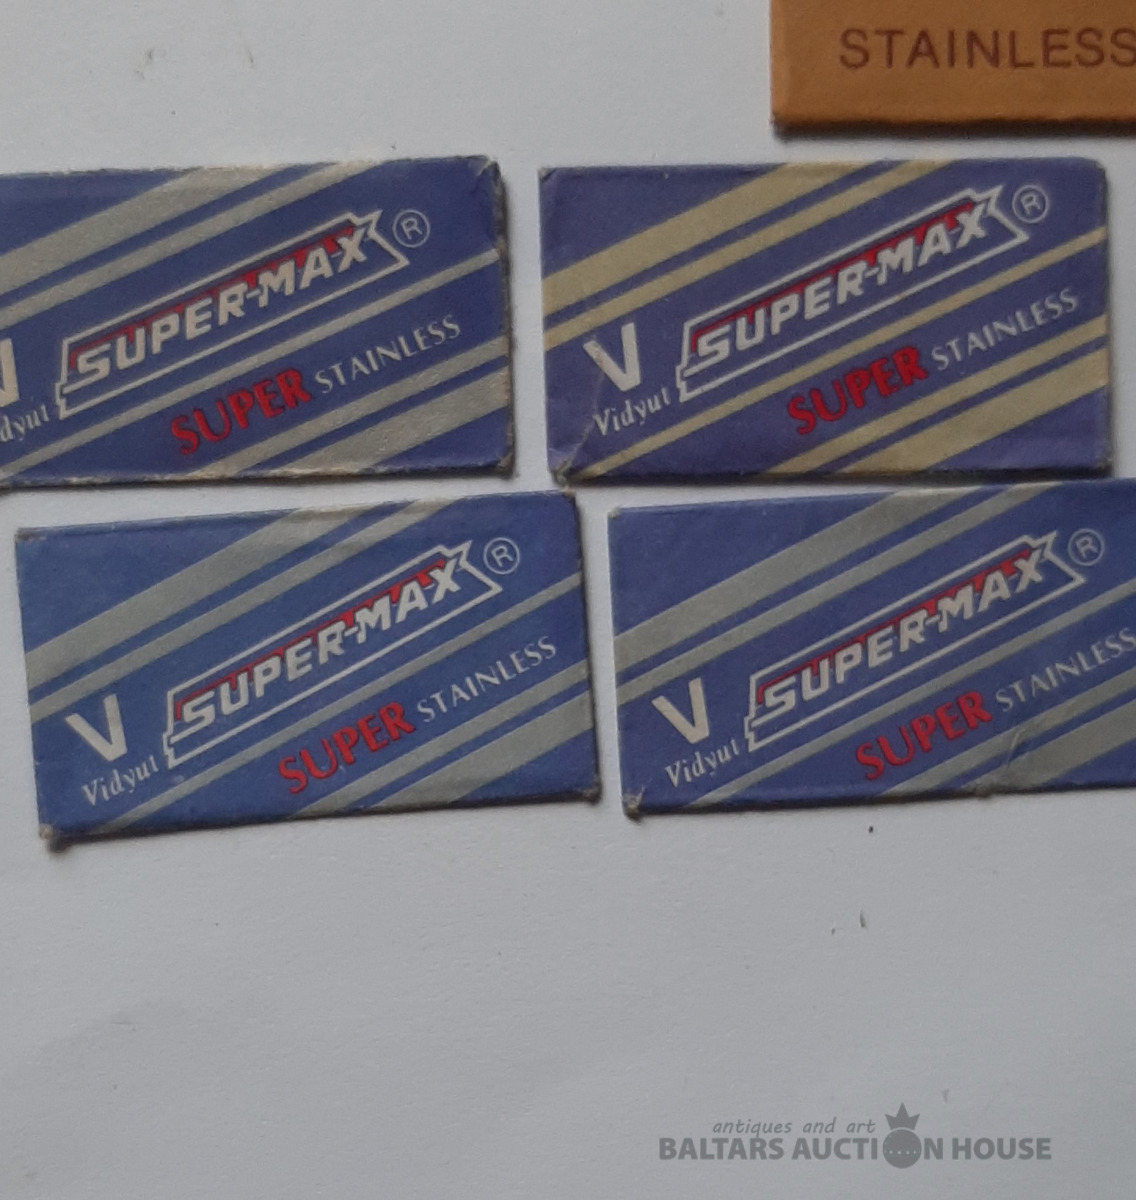 STAINLESS
SUPER-MAX ®
V
Vidyut
SUPER STAINLESS
SUPER-MAX ®
V
Vidyut
SUPER STAINLESS
SUPER-MAX ®
V
Vidyut
SUPER STAINLESS
SUPER-MAX ®
V
Vidyut
SUPER STAINLESS
antiques and art
BALTARS AUCTION HOUSE